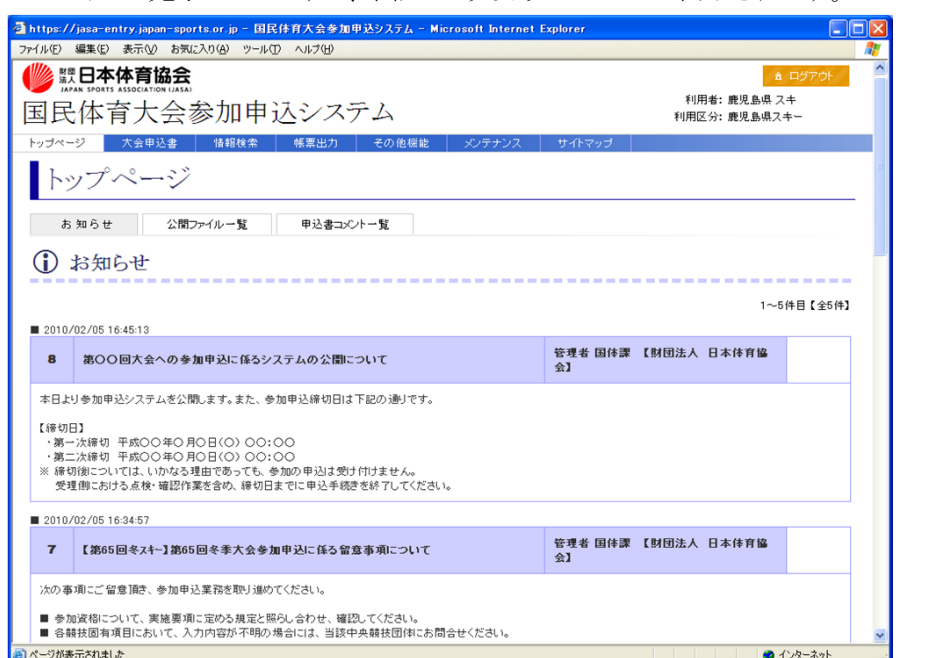 https://jasa-entry.japan-sports.or.jp - 国民体育大会参加申込システム - Microsoft Internet Explorer
ファイル(F) 編集(E) 表示(V) お気に入り(A) ツール(T) ヘルプ(H)
財団法人 日本体育協会
JAPAN SPORTS ASSOCIATION (JASA)
ログアウト
国民体育大会参加申込システム
利用者: 鹿児島県 スキ
利用区分: 鹿児島県スキー
トップページ 大会申込書 情報検索 帳票出力 その他機能 メンテナンス サイトマップ
トップページ
お知らせ 公開ファイル一覧 申込書コメント一覧
お知らせ
1～5件目【全5件】
■ 2010/02/05 16:45:13
8 第〇〇回大会への参加申込に係るシステムの公開について 管理者 国体課 【財団法人 日本体育協会】
本日より参加申込システムを公開します。また、参加申込締切日は下記の通りです。
【締切日】
・第一次締切 平成〇〇年〇月〇日(〇) 〇〇:〇〇
・第二次締切 平成〇〇年〇月〇日(〇) 〇〇:〇〇
※ 締切後については、いかなる理由であっても、参加の申込は受け付けません。
受理側における点検・確認作業を含め、締切日までに申込手続きを終了してください。
■ 2010/02/05 16:34:57
7 【第65回冬スキー】第65回冬季大会参加申込に係る留意事項について 管理者 国体課 【財団法人 日本体育協会】
次の事項にご留意頂き、参加申込業務を取り進めてください。
■ 参加資格について、実施要項に定める規定と照らし合わせ、確認してください。
■ 各競技固有項目において、入力内容が不明の場合には、当該中央競技団体にお問合せください。
ページが表示されました インターネット